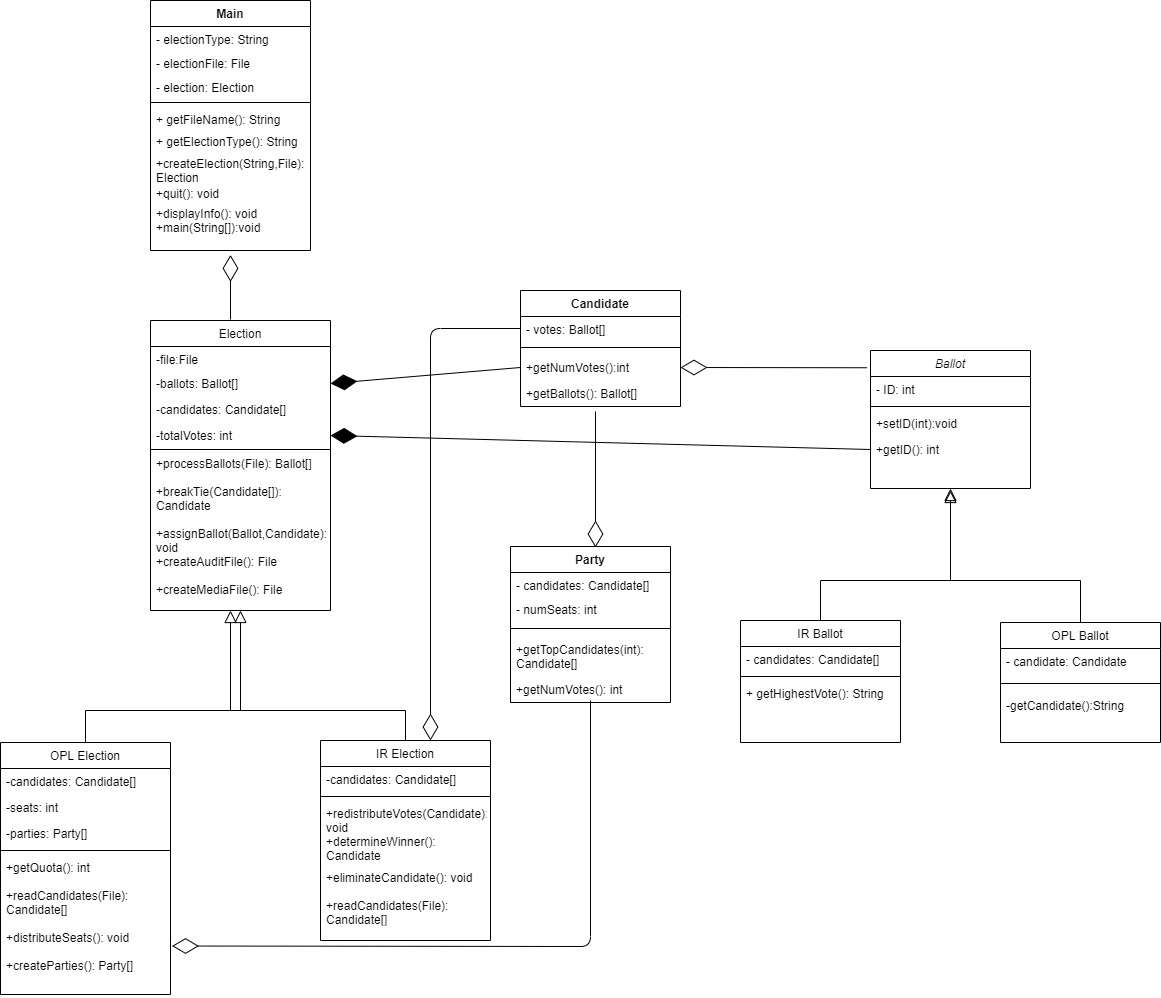 Main
- electionType: String
- electionFile: File
- election: Election
+ getFileName(): String
+ getElectionType(): String
+createElection(String,File):
Election
+quit(): void
+displayInfo(): void
+main(String[]):void
Election
-file:File
-ballots: Ballot[]
-candidates: Candidate[]
-totalVotes: int
+processBallots(File): Ballot[]
+breakTie(Candidate[]):
Candidate
+assignBallot(Ballot,Candidate):
void
+createAuditFile(): File
+createMediaFile(): File
Candidate
- votes: Ballot[]
+getNumVotes():int
+getBallots(): Ballot[]
Ballot
- ID: int
+setID(int):void
+getID(): int
Party
- candidates: Candidate[]
- numSeats: int
+getTopCandidates(int):
Candidate[]
+getNumVotes(): int
IR Ballot
- candidates: Candidate[]
+ getHighestVote(): String
OPL Ballot
- candidate: Candidate
-getCandidate():String
OPL Election
-candidates: Candidate[]
-seats: int
-parties: Party[]
+getQuota(): int
+readCandidates(File):
Candidate[]
+distributeSeats(): void
+createParties(): Party[]
IR Election
-candidates: Candidate[]
+redistributeVotes(Candidate):
void
+determineWinner():
Candidate
+eliminateCandidate(): void
+readCandidates(File):
Candidate[]